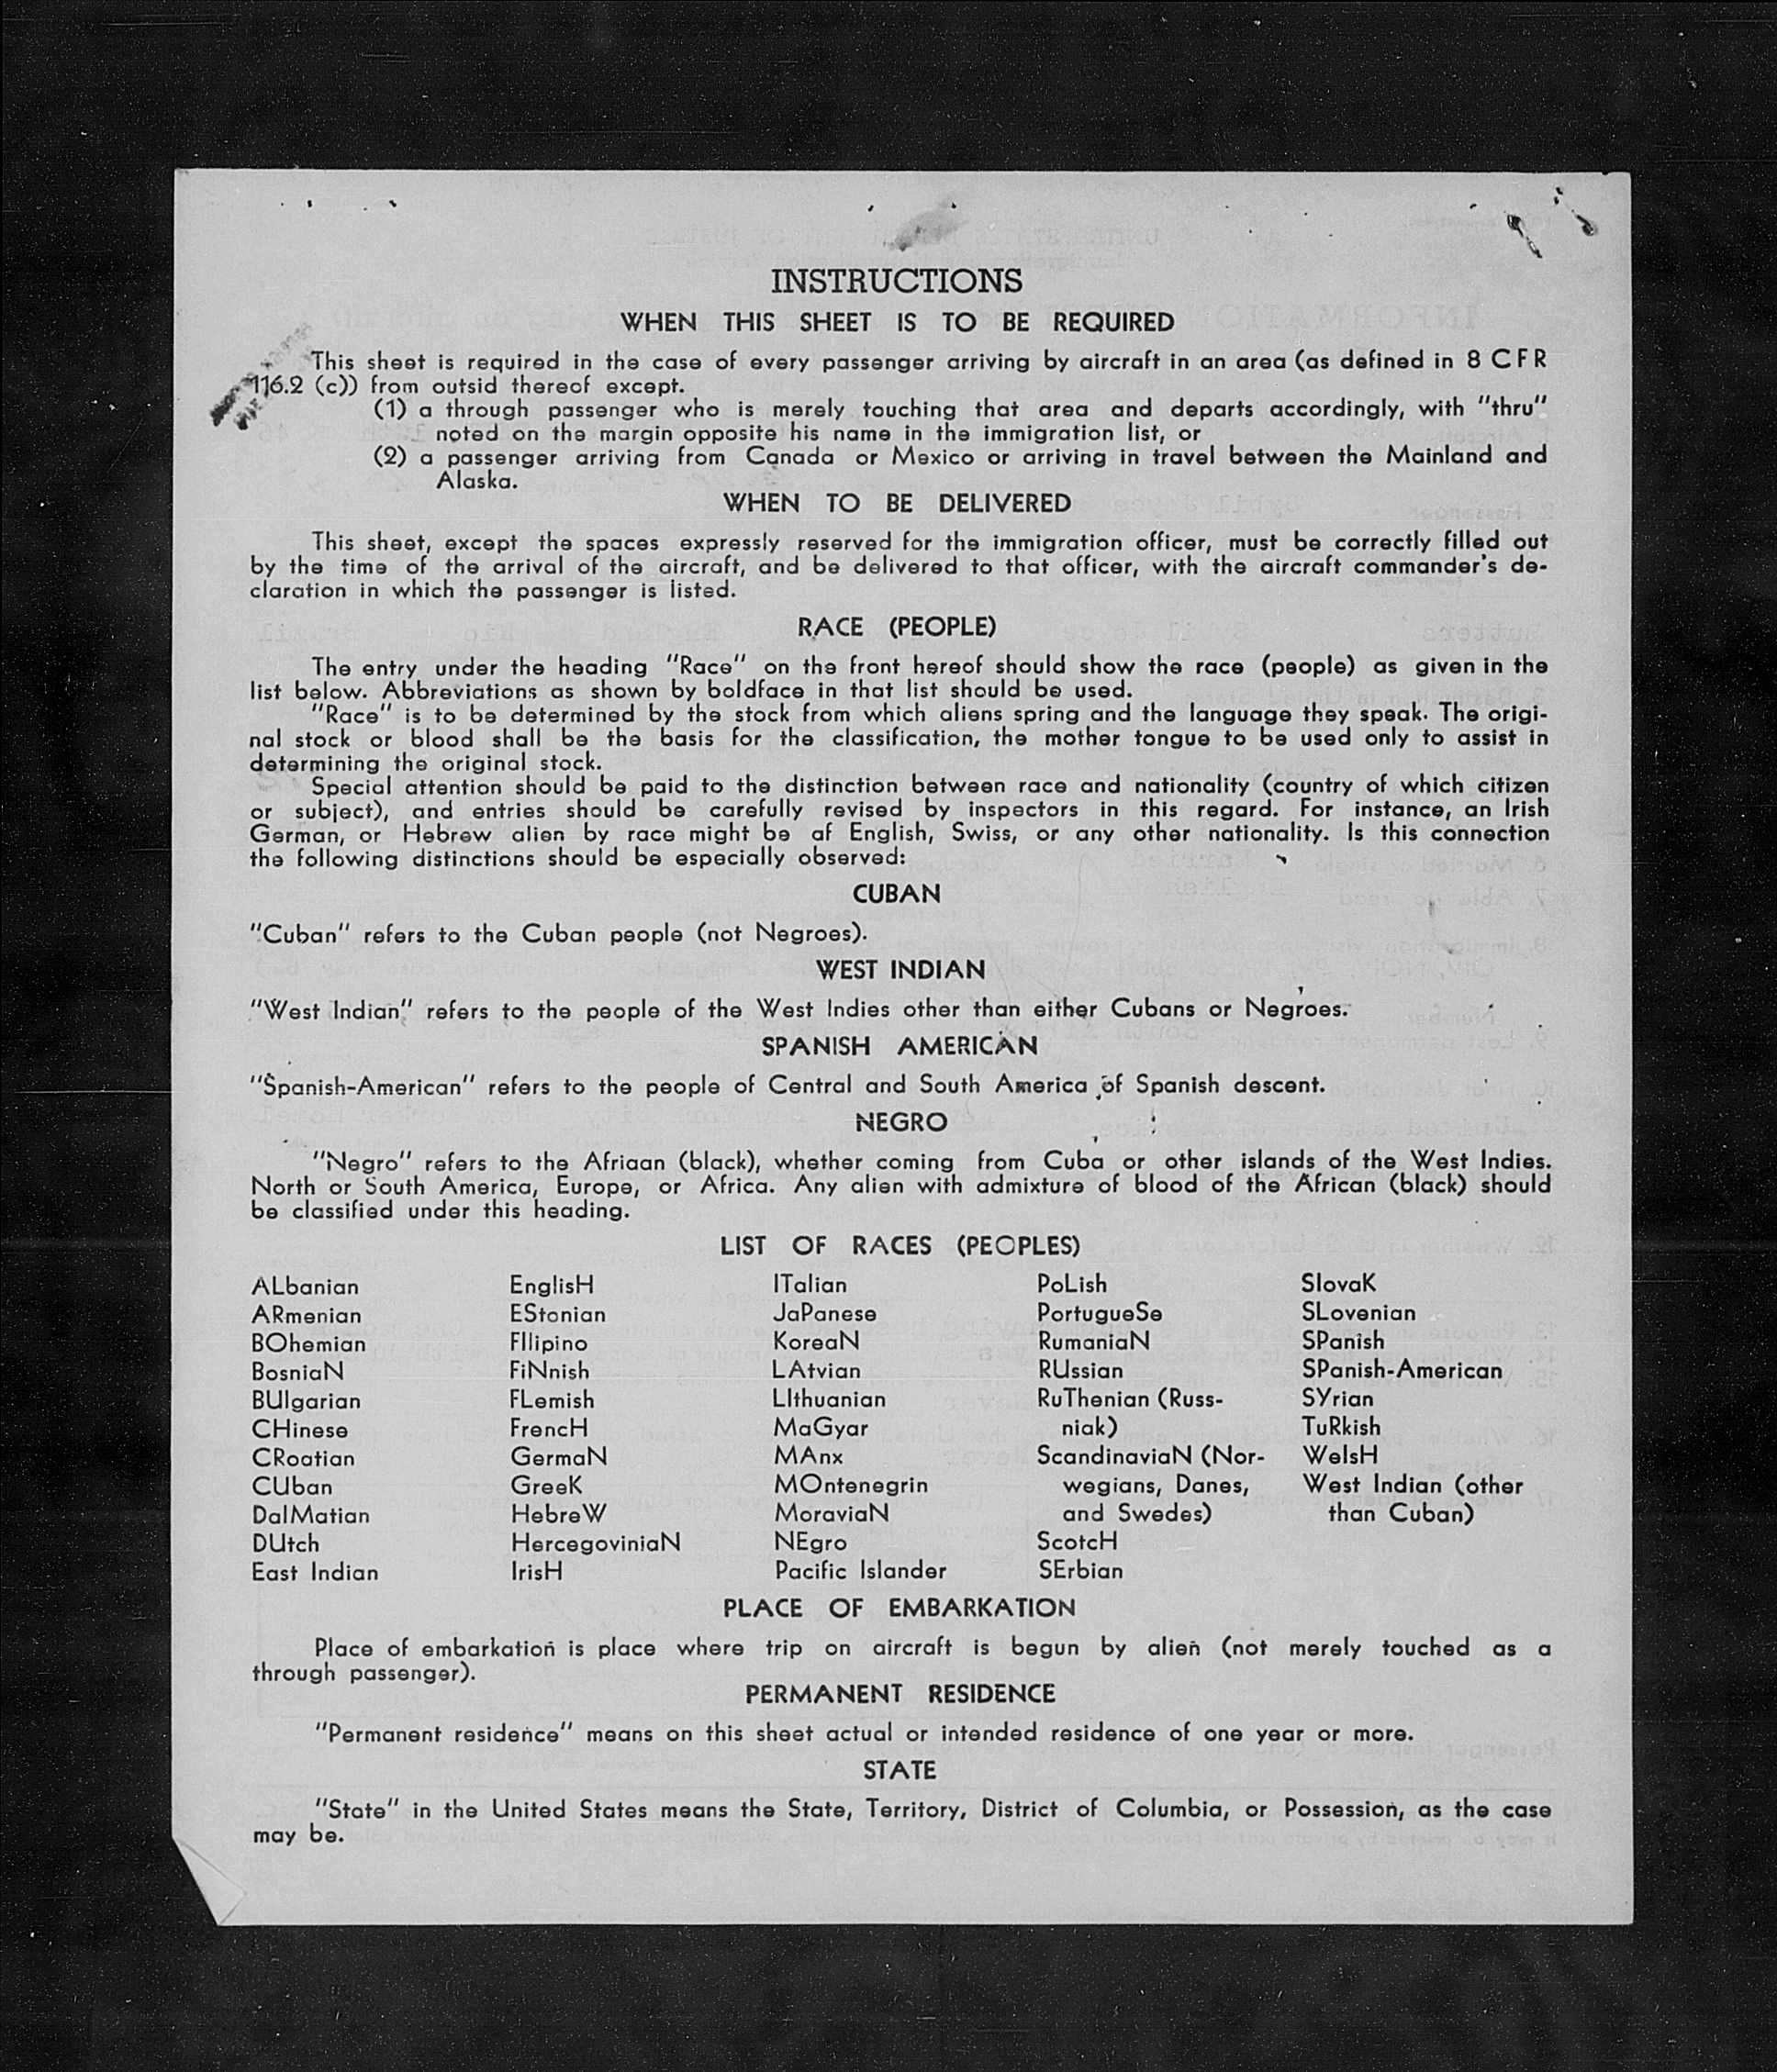 INSTRUCTIONS
WHEN THIS SHEET IS TO BE REQUIRED
This sheet is required in the case of every passenger arriving by aircraft in an area (as defined in 8 CFR
116.2 (c)) from outsid thereof except.
(1) a through passenger who is merely touching that area and departs accordingly, with "thru"
noted on the margin opposite his name in the immigration list, or
(2) a passenger arriving from Canada or Mexico or arriving in travel between the Mainland and
Alaska.
WHEN TO BE DELIVERED
This sheet, except the spaces expressly reserved for the immigration officer, must be correctly filled out
by the time of the arrival of the aircraft, and be delivered to that officer, with the aircraft commander's de-
claration in which the passenger is listed.
RACE (PEOPLE)
The entry under the heading "Race" on the front hereof should show the race (people) as given in the
list below. Abbreviations as shown by boldface in that list should be used.
"Race" is to be determined by the stock from which aliens spring and the language they speak. The origi-
nal stock or blood shall be the basis for the classification, the mother tongue to be used only to assist in
determining the original stock.
Special attention should be paid to the distinction between race and nationality (country of which citizen
or subject), and entries should be carefully revised by inspectors in this regard. For instance, an Irish
German, or Hebrew alien by race might be af English, Swiss, or any other nationality. Is this connection
the following distinctions should be especially observed:
CUBAN
"Cuban" refers to the Cuban people (not Negroes).
WEST INDIAN
"West Indian" refers to the people of the West Indies other than either Cubans or Negroes.
SPANISH AMERICAN
"Spanish-American" refers to the people of Central and South America of Spanish descent.
NEGRO
"Negro" refers to the Afriaan (black), whether coming from Cuba or other islands of the West Indies.
North or South America, Europe, or Africa. Any alien with admixture of blood of the African (black) should
be classified under this heading.
LIST OF RACES (PEOPLES)
ALbanian
ARmenian
BOhemian
BosniaN
BUlgarian
CHinese
CRoatian
CUban
DalMatian
DUtch
East Indian
EnglisH
EStonian
FIlipino
FiNnish
FLemish
FrencH
GermaN
GreeK
HebreW
HercegoviniaN
IrisH
ITalian
JaPanese
KoreaN
LAtvian
LIthuanian
MaGyar
MAnx
MOntenegrin
MoraviaN
NEgro
Pacific Islander
PoLish
PortugueSe
RumaniaN
RUssian
RuThenian (Russ-
niak)
ScandinaviaN (Nor-
wegians, Danes,
and Swedes)
ScotcH
SErbian
SlovaK
SLovenian
SPanish
SPanish-American
SYrian
TuRkish
WelsH
West Indian (other
than Cuban)
PLACE OF EMBARKATION
Place of embarkation is place where trip on aircraft is begun by alien (not merely touched as a
through passenger).
PERMANENT RESIDENCE
"Permanent residence" means on this sheet actual or intended residence of one year or more.
STATE
"State" in the United States means the State, Territory, District of Columbia, or Possession, as the case
may be.